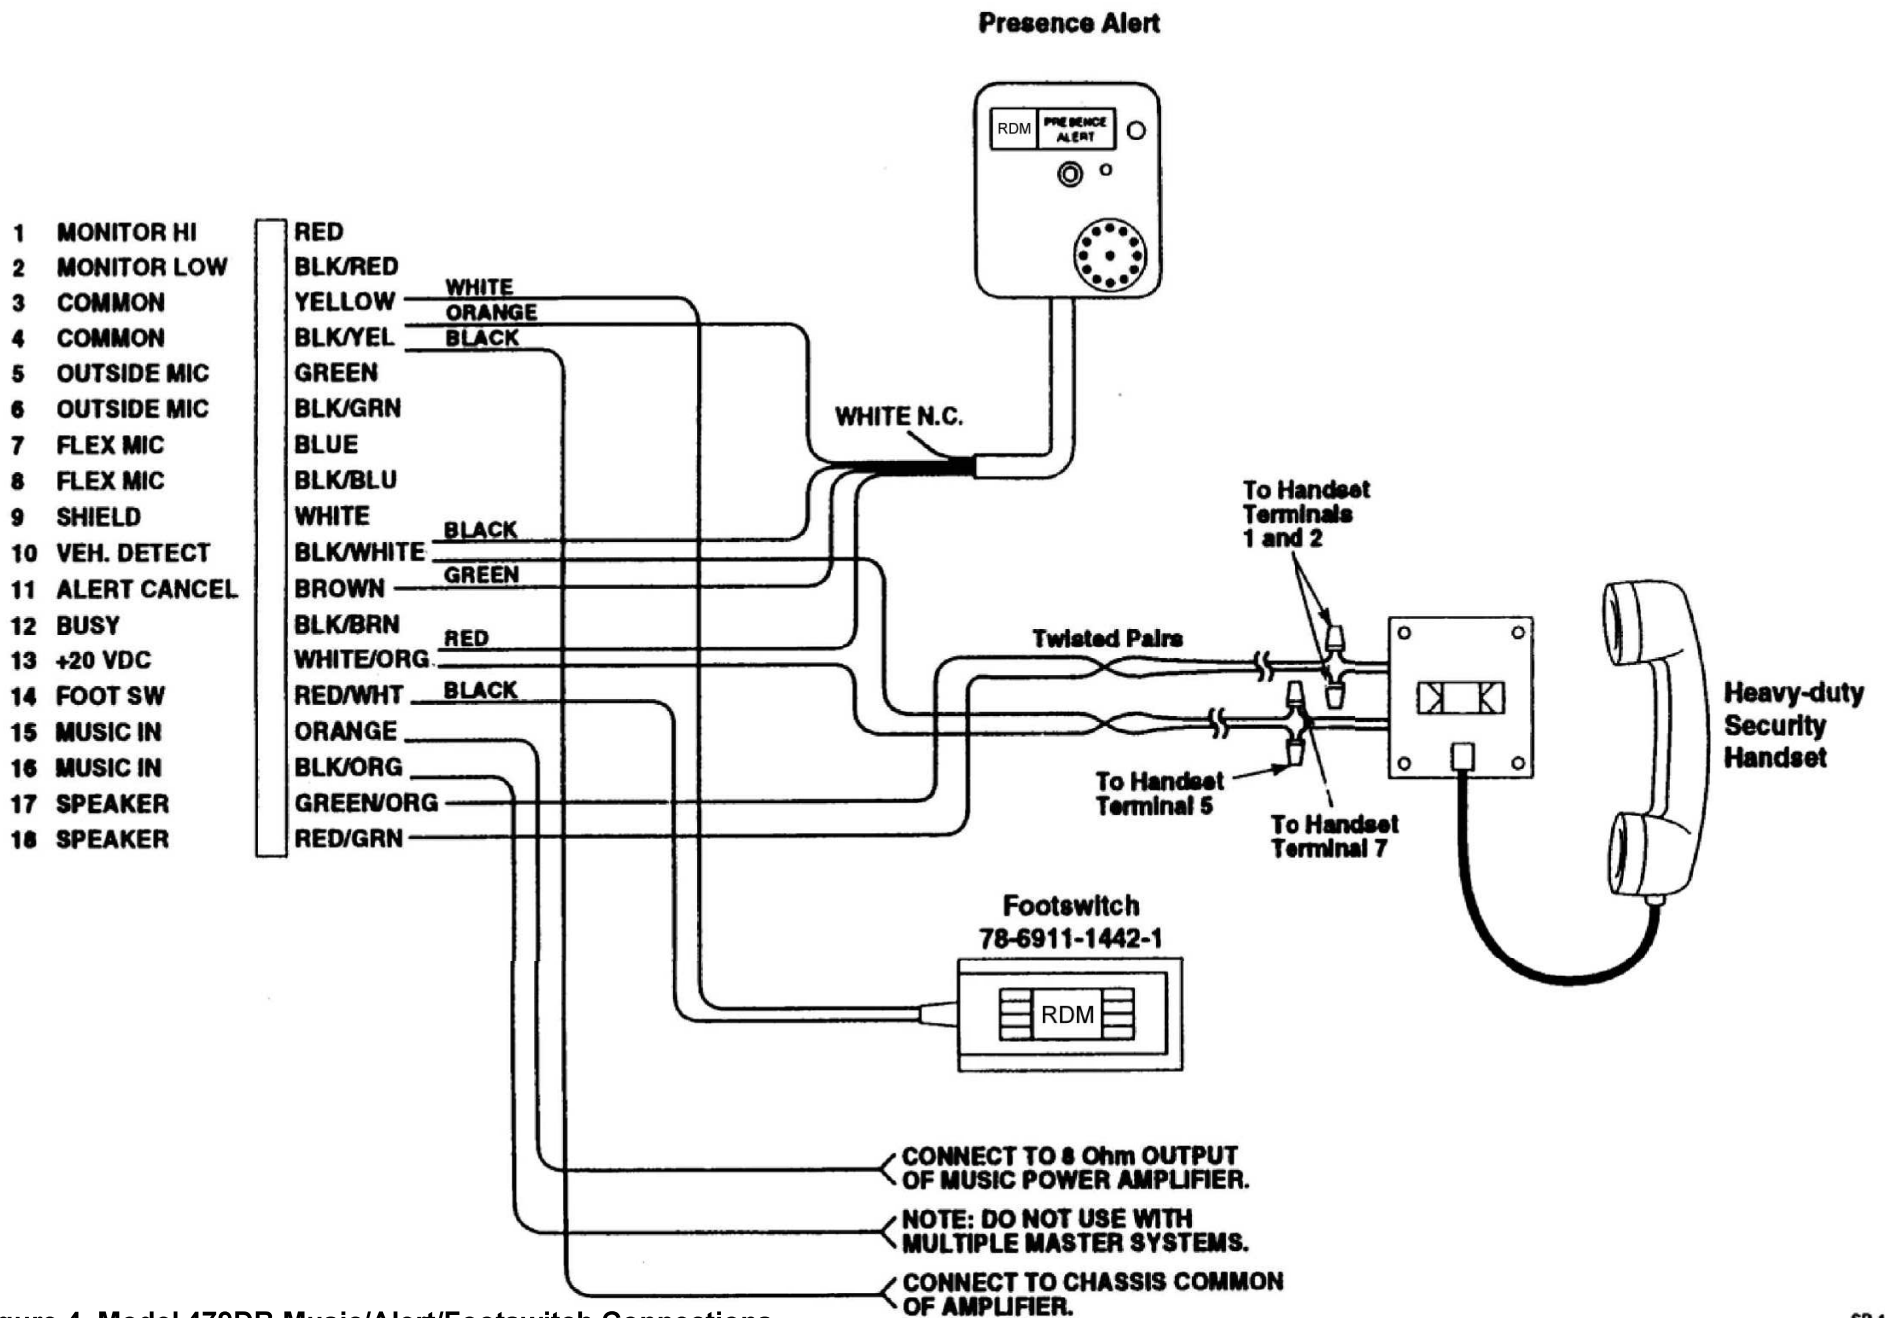 Presence Alert
RDM
PRESENCE
ALERT
1 MONITOR HI RED
2 MONITOR LOW BLK/RED
WHITE
3 COMMON YELLOW
ORANGE
4 COMMON BLK/YEL
BLACK
5 OUTSIDE MIC GREEN
6 OUTSIDE MIC BLK/GRN
WHITE N.C.
7 FLEX MIC BLUE
8 FLEX MIC BLK/BLU
9 SHIELD WHITE
BLACK
10 VEH. DETECT BLK/WHITE
GREEN
11 ALERT CANCEL BROWN
12 BUSY BLK/BRN
RED
13 +20 VDC WHITE/ORG
14 FOOT SW RED/WHT
BLACK
15 MUSIC IN ORANGE
16 MUSIC IN BLK/ORG
17 SPEAKER GREEN/ORG
18 SPEAKER RED/GRN
To Handset
Terminals
1 and 2
Twisted Pairs
To Handset
Terminal 5
To Handset
Terminal 7
Heavy-duty
Security
Handset
Footswitch
78-6911-1442-1
RDM
CONNECT TO 8 Ohm OUTPUT
OF MUSIC POWER AMPLIFIER.
NOTE: DO NOT USE WITH
MULTIPLE MASTER SYSTEMS.
CONNECT TO CHASSIS COMMON
OF AMPLIFIER.
Music/Alert/Footswitch Connections